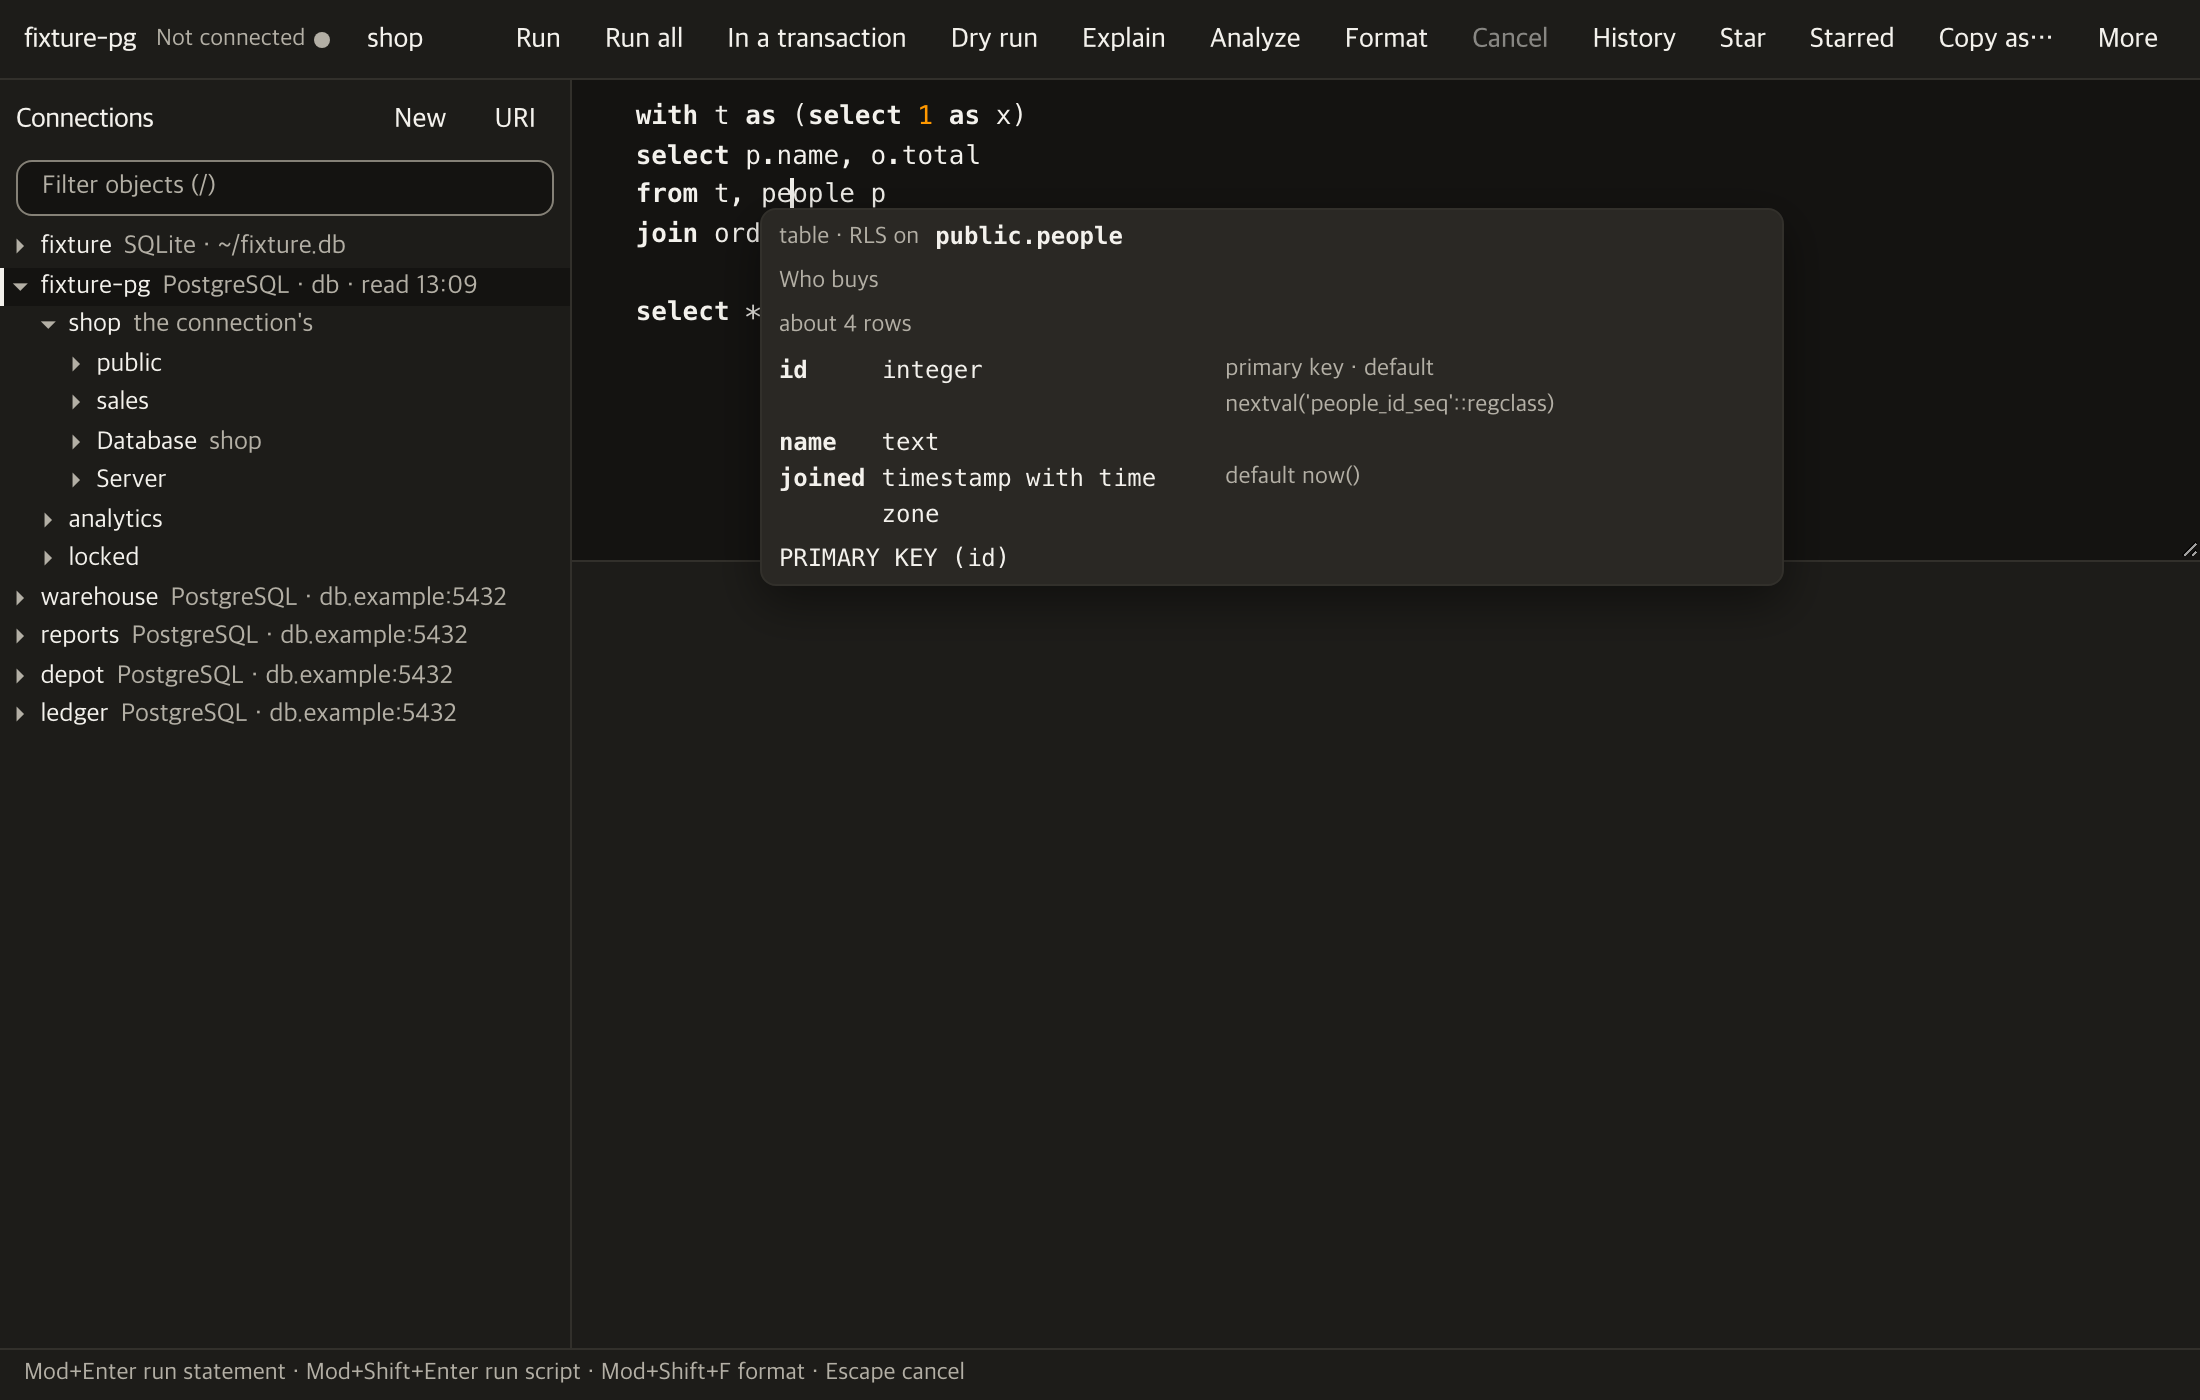 fixture-pg Not connected shop Run Run all In a transaction Dry run Explain Analyze Format Cancel History Star Starred Copy as⋯ More
Connections New URI
Filter objects (/)
fixture SQLite · ~/fixture.db
fixture-pg PostgreSQL · db · read 13:09
shop the connection's
public
sales
Database shop
Server
analytics
locked
warehouse PostgreSQL · db.example:5432
reports PostgreSQL · db.example:5432
depot PostgreSQL · db.example:5432
ledger PostgreSQL · db.example:5432
with t as (select 1 as x)
select p.name, o.total
from t, people p
join ord
select *
table · RLS on public.people
Who buys
about 4 rows
id integer primary key · default
nextval('people_id_seq'::regclass)
name text
joined timestamp with time default now()
zone
PRIMARY KEY (id)
Mod+Enter run statement · Mod+Shift+Enter run script · Mod+Shift+F format · Escape cancel